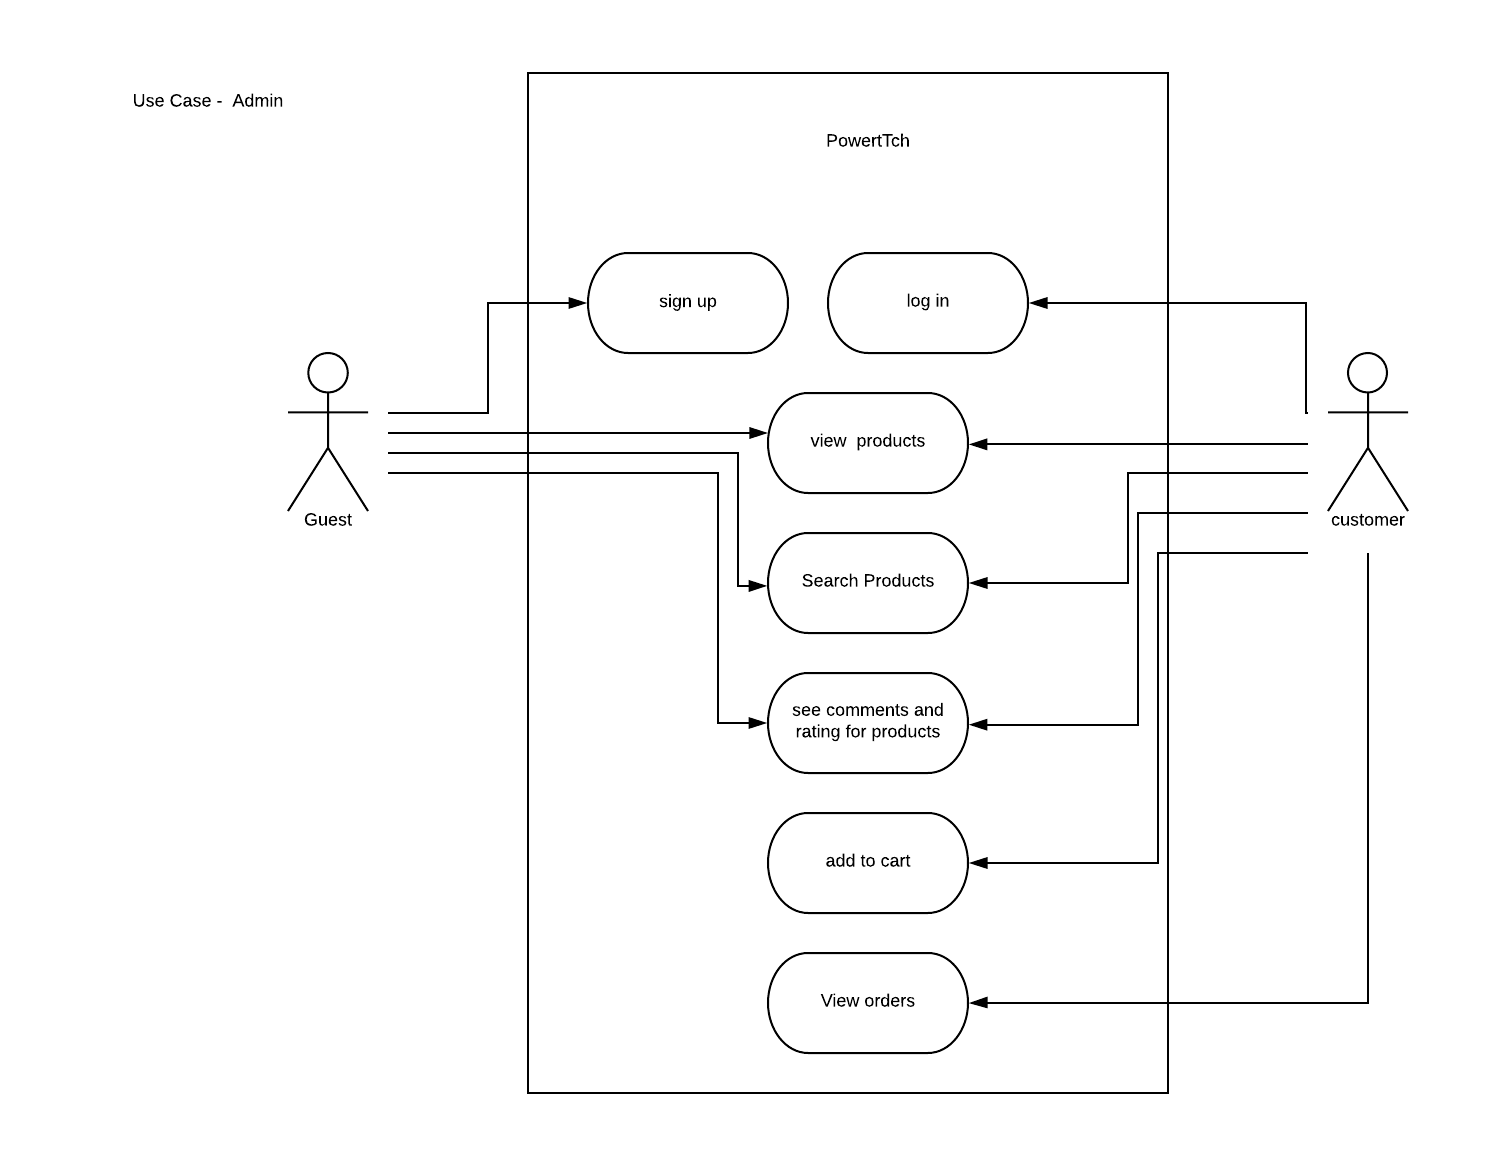 Use Case -  Admin
PowertTch
sign up
log in
view  products
Guest
customer
Search Products
see comments and
rating for products
add to cart
View orders